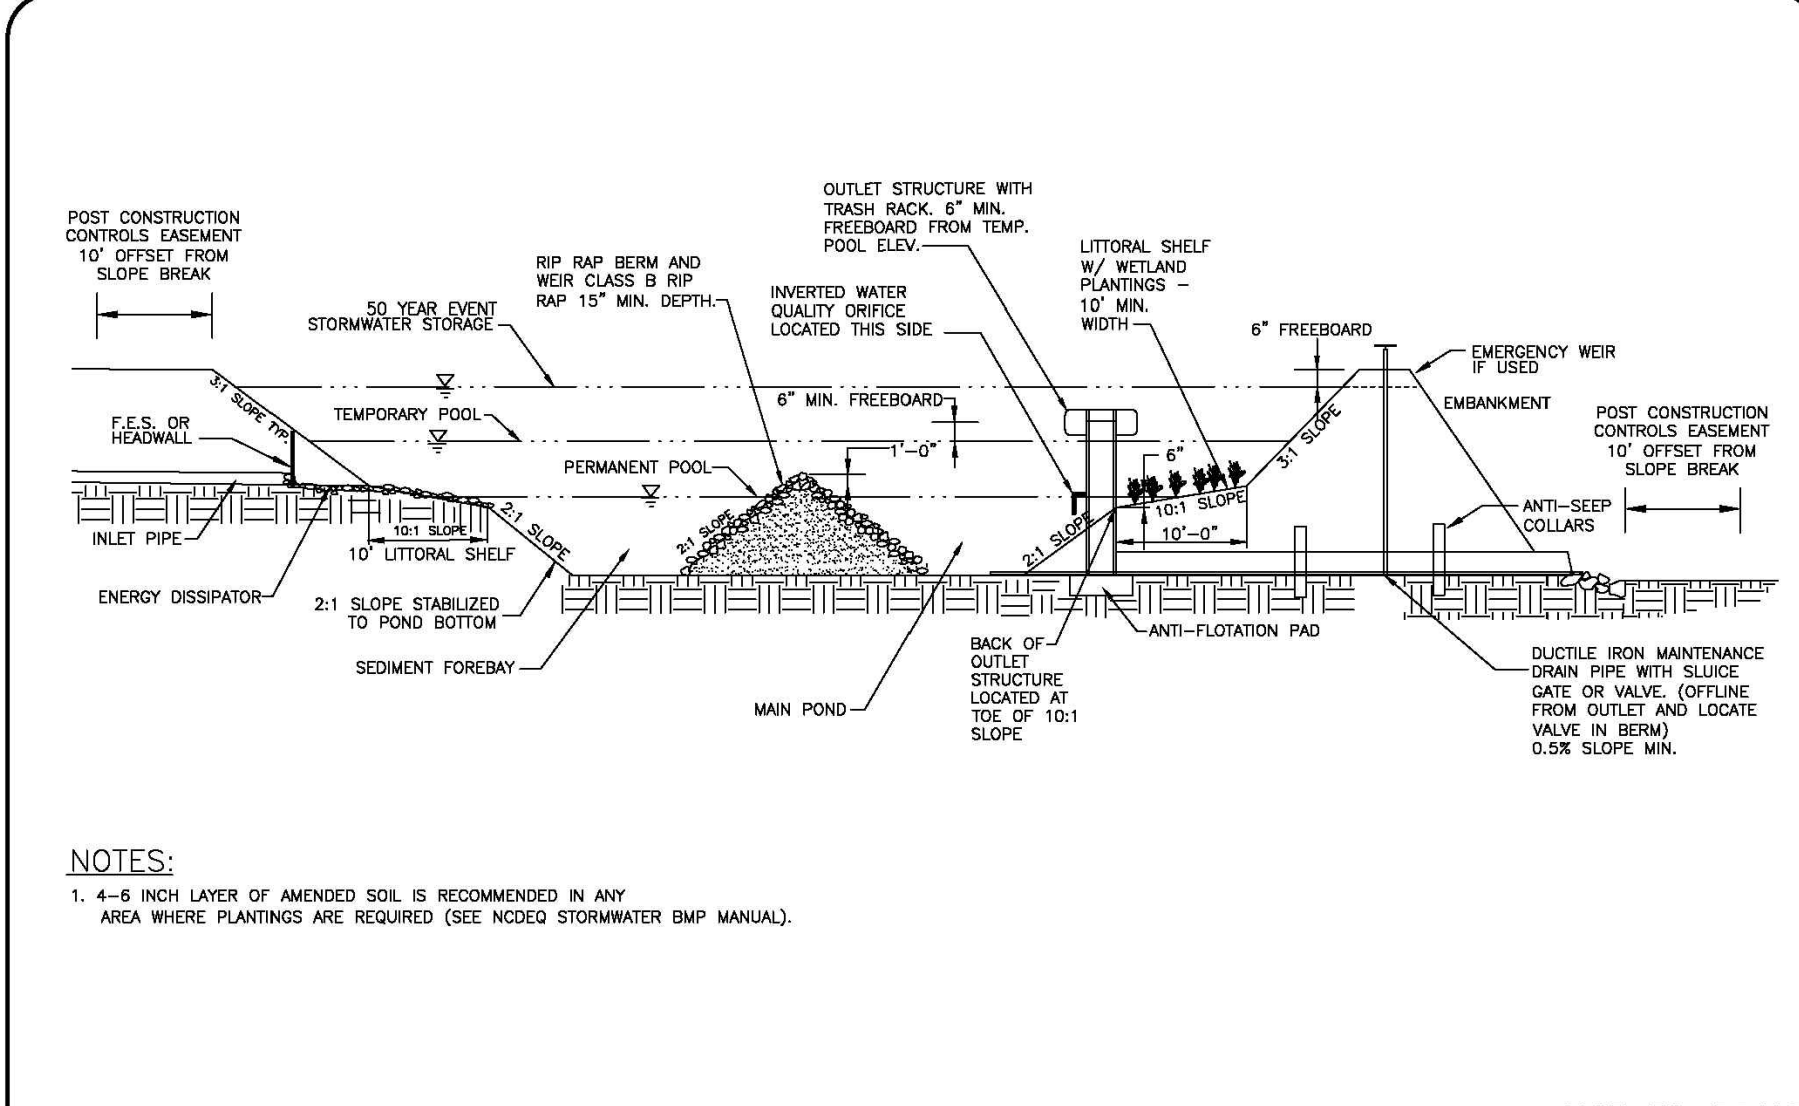 POST CONSTRUCTION
CONTROLS EASEMENT
10' OFFSET FROM
SLOPE BREAK
50 YEAR EVENT
STORMWATER STORAGE
RIP RAP BERM AND
WEIR CLASS B RIP
RAP 15" MIN. DEPTH.
OUTLET STRUCTURE WITH
TRASH RACK. 6" MIN.
FREEBOARD FROM TEMP.
POOL ELEV.
INVERTED WATER
QUALITY ORIFICE
LOCATED THIS SIDE
LITTORAL SHELF
W/ WETLAND
PLANTINGS –
10' MIN.
WIDTH
6" FREEBOARD
EMERGENCY WEIR
IF USED
EMBANKMENT
POST CONSTRUCTION
CONTROLS EASEMENT
10' OFFSET FROM
SLOPE BREAK
3:1 SLOPE TYP.
TEMPORARY POOL
6" MIN. FREEBOARD
F.E.S. OR
HEADWALL
PERMANENT POOL
1'-0"
6"
3:1 SLOPE
ANTI-SEEP
COLLARS
INLET PIPE
10:1 SLOPE
10' LITTORAL SHELF
2:1 SLOPE
2:1 SLOPE
2:1 SLOPE
10:1 SLOPE
10'-0"
ENERGY DISSIPATOR
2:1 SLOPE STABILIZED
TO POND BOTTOM
SEDIMENT FOREBAY
MAIN POND
BACK OF
OUTLET
STRUCTURE
LOCATED AT
TOE OF 10:1
SLOPE
ANTI-FLOTATION PAD
DUCTILE IRON MAINTENANCE
DRAIN PIPE WITH SLUICE
GATE OR VALVE. (OFFLINE
FROM OUTLET AND LOCATE
VALVE IN BERM)
0.5% SLOPE MIN.
NOTES:
1. 4–6 INCH LAYER OF AMENDED SOIL IS RECOMMENDED IN ANY
AREA WHERE PLANTINGS ARE REQUIRED (SEE NCDEQ STORMWATER BMP MANUAL).